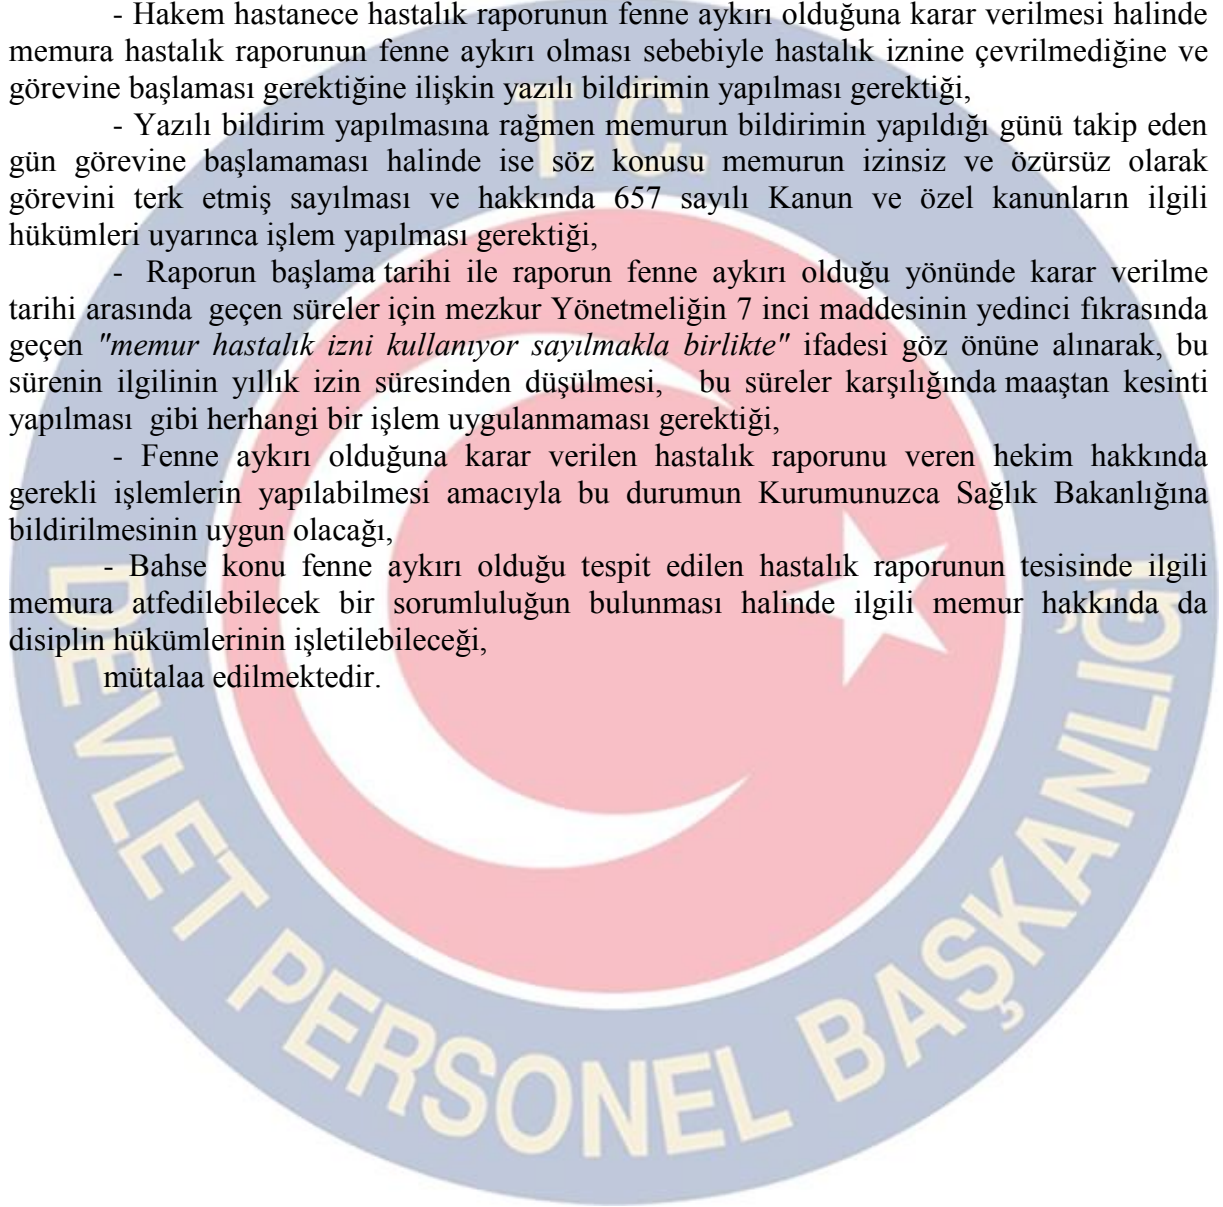 - Hakem hastanece hastalık raporunun fenne aykırı olduğuna karar verilmesi halinde
memura hastalık raporunun fenne aykırı olması sebebiyle hastalık iznine çevrilmediğine ve
görevine başlaması gerektiğine ilişkin yazılı bildirimin yapılması gerektiği,
- Yazılı bildirim yapılmasına rağmen memurun bildirimin yapıldığı günü takip eden
gün görevine başlamaması halinde ise söz konusu memurun izinsiz ve özürsüz olarak
görevini terk etmiş sayılması ve hakkında 657 sayılı Kanun ve özel kanunların ilgili
hükümleri uyarınca işlem yapılması gerektiği,
- Raporun başlama tarihi ile raporun fenne aykırı olduğu yönünde karar verilme
tarihi arasında geçen süreler için mezkur Yönetmeliğin 7 inci maddesinin yedinci fıkrasında
geçen "memur hastalık izni kullanıyor sayılmakla birlikte" ifadesi göz önüne alınarak, bu
sürenin ilgilinin yıllık izin süresinden düşülmesi, bu süreler karşılığında maaştan kesinti
yapılması gibi herhangi bir işlem uygulanmaması gerektiği,
- Fenne aykırı olduğuna karar verilen hastalık raporunu veren hekim hakkında
gerekli işlemlerin yapılabilmesi amacıyla bu durumun Kurumunuzca Sağlık Bakanlığına
bildirilmesinin uygun olacağı,
- Bahse konu fenne aykırı olduğu tespit edilen hastalık raporunun tesisinde ilgili
memura atfedilebilecek bir sorumluluğun bulunması halinde ilgili memur hakkında da
disiplin hükümlerinin işletilebileceği,
mütalaa edilmektedir.
T.C.
DEVLET PERSONEL BAŞKANLIĞI